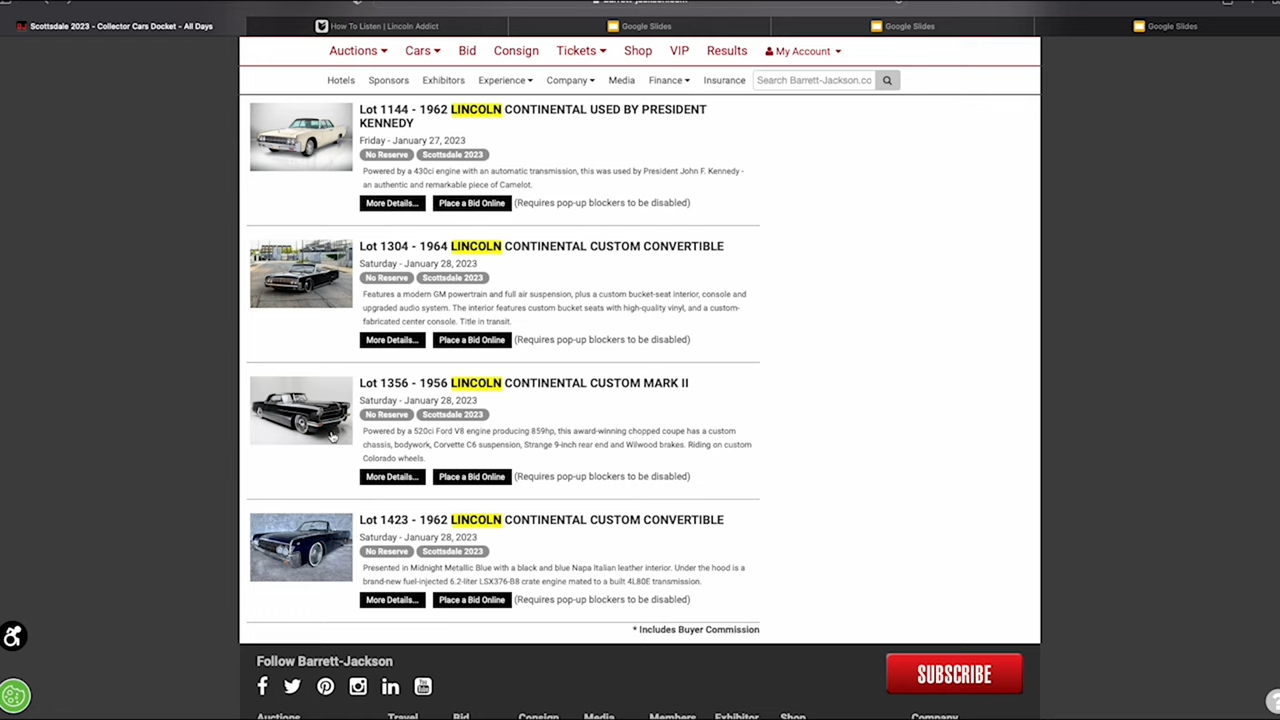 Scottsdale 2023 - Collector Cars Docket - All Days
How To Listen | Lincoln Addict
Google Slides
Google Slides
Google Slides
Auctions Cars Bid Consign Tickets Shop VIP Results My Account
Hotels Sponsors Exhibitors Experience Company Media Finance Insurance Search Barrett-Jackson.co
Lot 1144 - 1962 LINCOLN CONTINENTAL USED BY PRESIDENT
KENNEDY
Friday - January 27, 2023
No Reserve Scottsdale 2023
Powered by a 430ci engine with an automatic transmission, this was used by President John F. Kennedy -
an authentic and remarkable piece of Camelot.
More Details... Place a Bid Online (Requires pop-up blockers to be disabled)
Lot 1304 - 1964 LINCOLN CONTINENTAL CUSTOM CONVERTIBLE
Saturday - January 28, 2023
No Reserve Scottsdale 2023
Features a modern GM powertrain and full air suspension, plus a custom bucket-seat interior, console and
upgraded audio system. The interior features custom bucket seats with high-quality vinyl, and a custom-
fabricated center console. Title in transit.
More Details... Place a Bid Online (Requires pop-up blockers to be disabled)
Lot 1356 - 1956 LINCOLN CONTINENTAL CUSTOM MARK II
Saturday - January 28, 2023
No Reserve Scottsdale 2023
Powered by a 520ci Ford V8 engine producing 859hp, this award-winning chopped coupe has a custom
chassis, bodywork, Corvette C6 suspension, Strange 9-inch rear end and Wilwood brakes. Riding on custom
Colorado wheels.
More Details... Place a Bid Online (Requires pop-up blockers to be disabled)
Lot 1423 - 1962 LINCOLN CONTINENTAL CUSTOM CONVERTIBLE
Saturday - January 28, 2023
No Reserve Scottsdale 2023
Presented in Midnight Metallic Blue with a black and blue Napa Italian leather interior. Under the hood is a
brand-new fuel-injected 6.2-liter LSX376-B8 crate engine mated to a built 4L80E transmission.
More Details... Place a Bid Online (Requires pop-up blockers to be disabled)
* Includes Buyer Commission
Follow Barrett-Jackson
SUBSCRIBE
Auctions Travel Bid Consign Media Members Exhibitor Shop Company